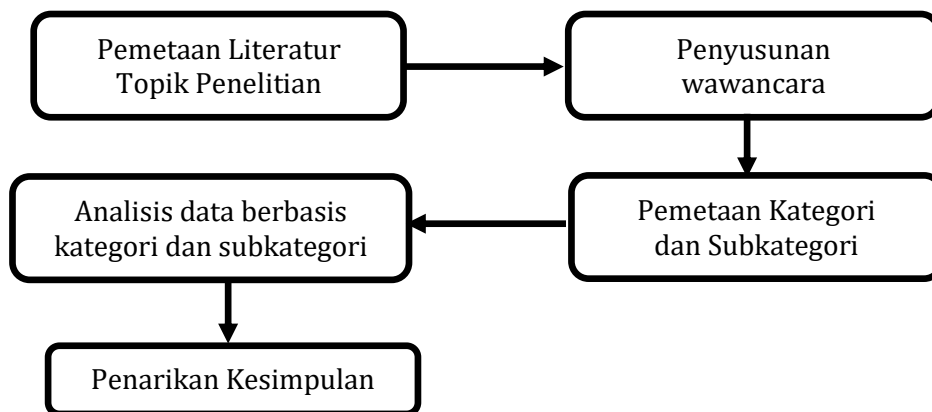 Pemetaan Literatur
Topik Penelitian
Penyusunan
wawancara
Pemetaan Kategori
dan Subkategori
Analisis data berbasis
kategori dan subkategori
Penarikan Kesimpulan